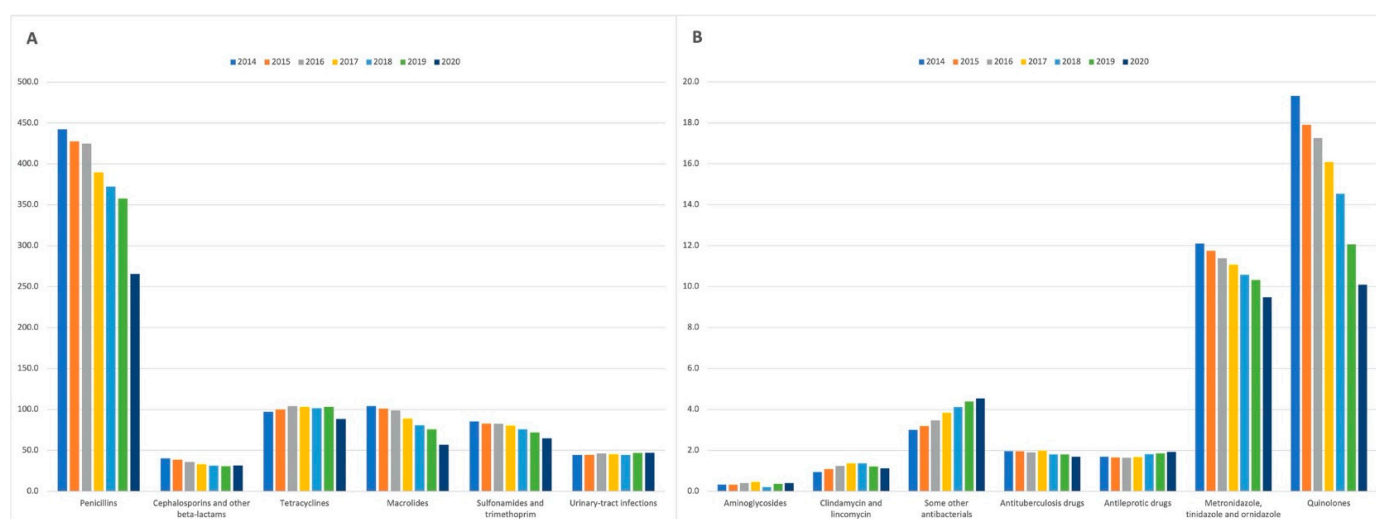 A
2014 2015 2016 2017 2018 2019 2020
500.0
450.0
400.0
350.0
300.0
250.0
200.0
150.0
100.0
50.0
0.0
Penicillins
Cephalosporins and other
beta-lactams
Tetracyclines
Macrolides
Sulfonamides and
trimethoprim
Urinary-tract infections
B
2014 2015 2016 2017 2018 2019 2020
20.0
18.0
16.0
14.0
12.0
10.0
8.0
6.0
4.0
2.0
0.0
Aminoglycosides
Clindamycin and
lincomycin
Some other
antibacterials
Antituberculosis drugs
Antileprotic drugs
Metronidazole,
tinidazole and ornidazole
Quinolones